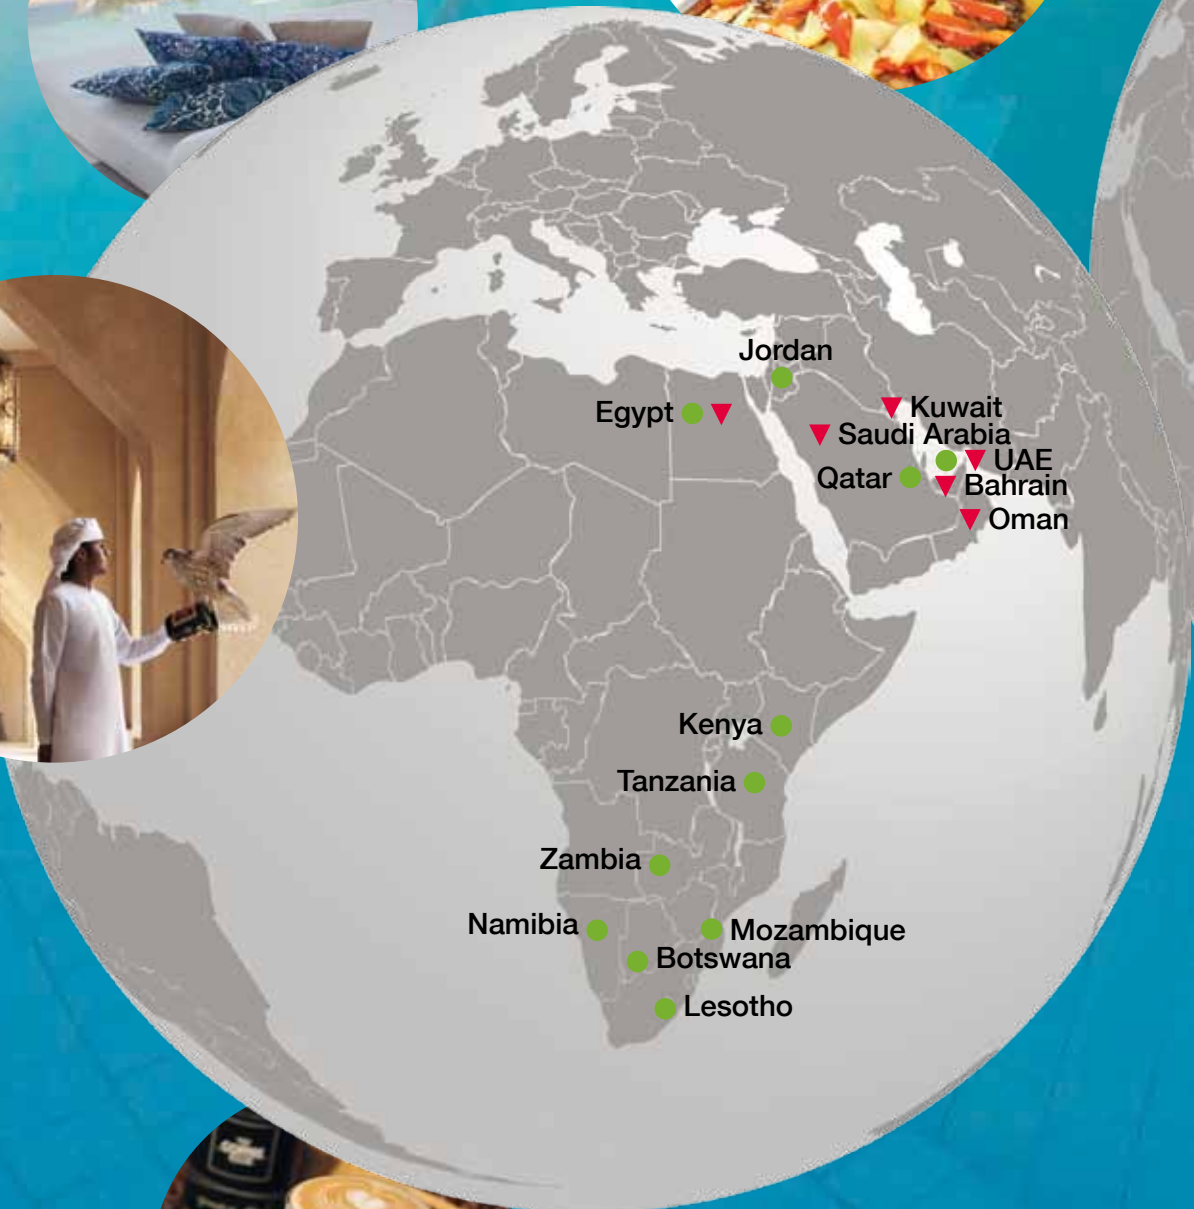 Jordan
Egypt
Kuwait
Saudi Arabia
UAE
Qatar
Bahrain
Oman
Kenya
Tanzania
Zambia
Namibia
Mozambique
Botswana
Lesotho